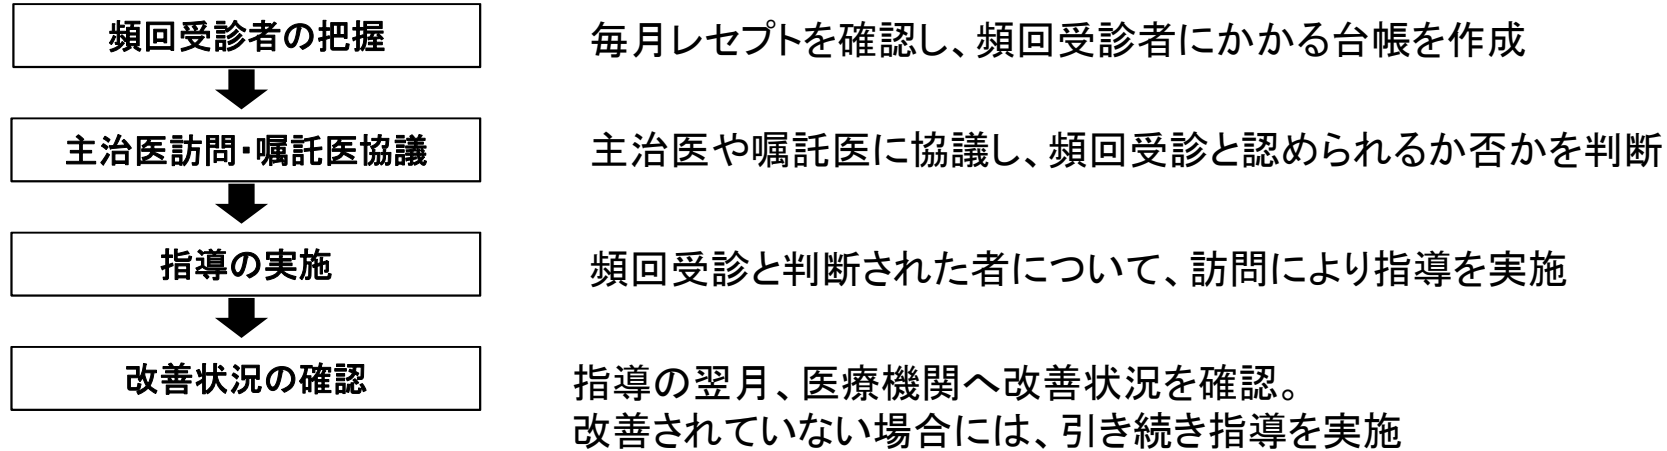 頻回受診者の把握
毎月レセプトを確認し、頻回受診者にかかる台帳を作成
主治医訪問・嘱託医協議
主治医や嘱託医に協議し、頻回受診と認められるか否かを判断
指導の実施
頻回受診と判断された者について、訪問により指導を実施
改善状況の確認
指導の翌月、医療機関へ改善状況を確認。
改善されていない場合には、引き続き指導を実施